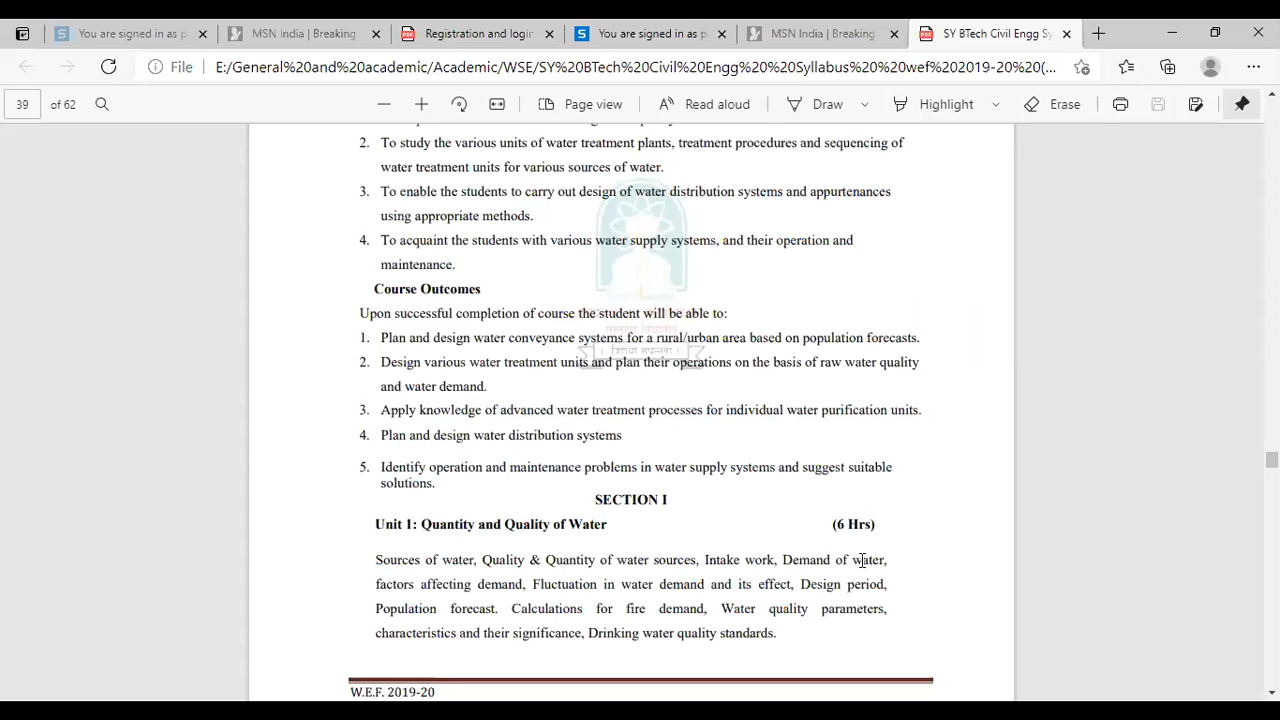 You are signed in as p
MSN India | Breaking
Registration and login
You are signed in as p.
MSN India | Breaking
SY BTech Civil Engg Sy
File
E:/General%20and%20academic/Academic/WSE/SY%20BTech%20Civil%20Engg%20%20Syllabus%20%20wef%202019-20%20(...
39 of 62
Page view
Read aloud
Draw
Highlight
Erase
2. To study the various units of water treatment plants, treatment procedures and sequencing of
water treatment units for various sources of water.
3. To enable the students to carry out design of water distribution systems and appurtenances
using appropriate methods.
4. To acquaint the students with various water supply systems, and their operation and
maintenance.
Course Outcomes
Upon successful completion of course the student will be able to:
1. Plan and design water conveyance systems for a rural/urban area based on population forecasts.
2. Design various water treatment units and plan their operations on the basis of raw water quality
and water demand.
3. Apply knowledge of advanced water treatment processes for individual water purification units.
4. Plan and design water distribution systems
5. Identify operation and maintenance problems in water supply systems and suggest suitable
solutions.
SECTION I
Unit 1: Quantity and Quality of Water (6 Hrs)
Sources of water, Quality & Quantity of water sources, Intake work, Demand of water,
factors affecting demand, Fluctuation in water demand and its effect, Design period,
Population forecast. Calculations for fire demand, Water quality parameters,
characteristics and their significance, Drinking water quality standards.
W.E.F. 2019-20